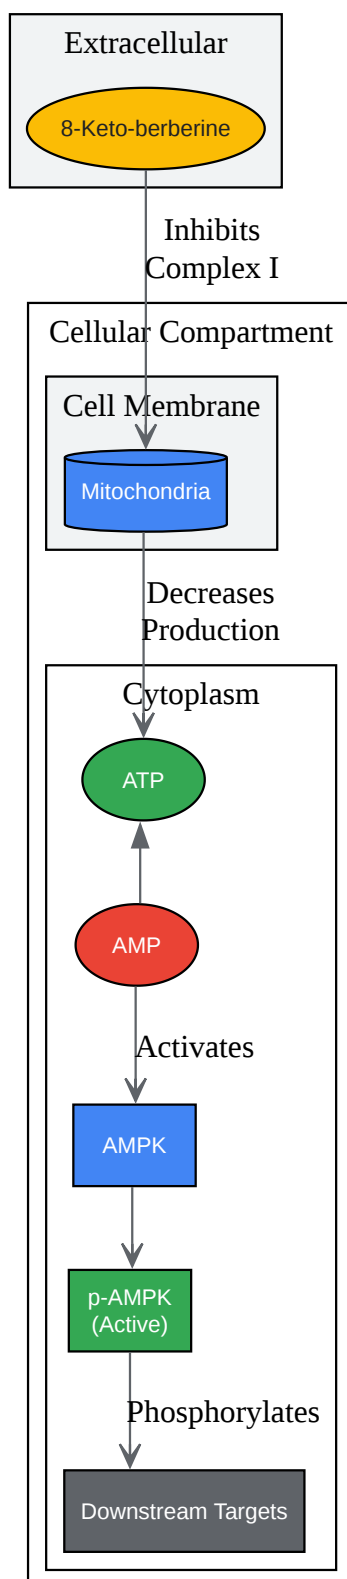 Extracellular
8-Keto-berberine
Inhibits
Complex I
Cellular Compartment
Cell Membrane
Mitochondria
Decreases
Production
Cytoplasm
ATP
AMP
Activates
AMPK
p-AMPK
(Active)
Phosphorylates
Downstream Targets